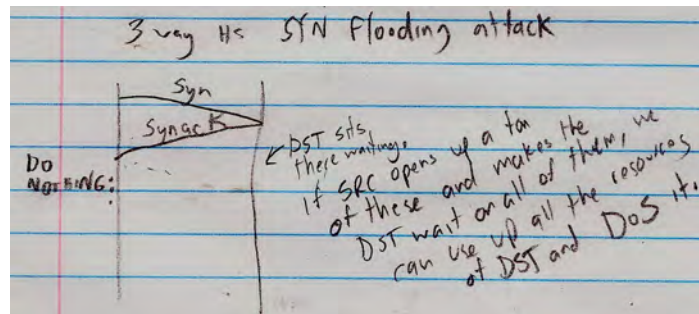 3 way HS SYN Flooding attack
Syn
Synack
DO
NOTHING:
DST sits
there waiting.
If SRC opens up a ton
of these and makes the
DST wait on all of them, we
can use up all the resources
of DST and DoS it.